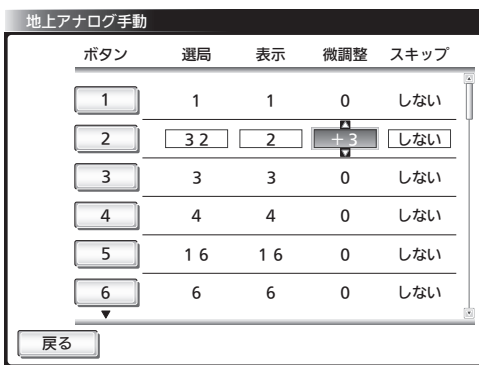 地上アナログ手動
ボタン 選局 表示 微調整 スキップ
1 1 1 0 しない
2 32 2 +3 しない
3 3 3 0 しない
4 4 4 0 しない
5 16 16 0 しない
6 6 6 0 しない
戻る